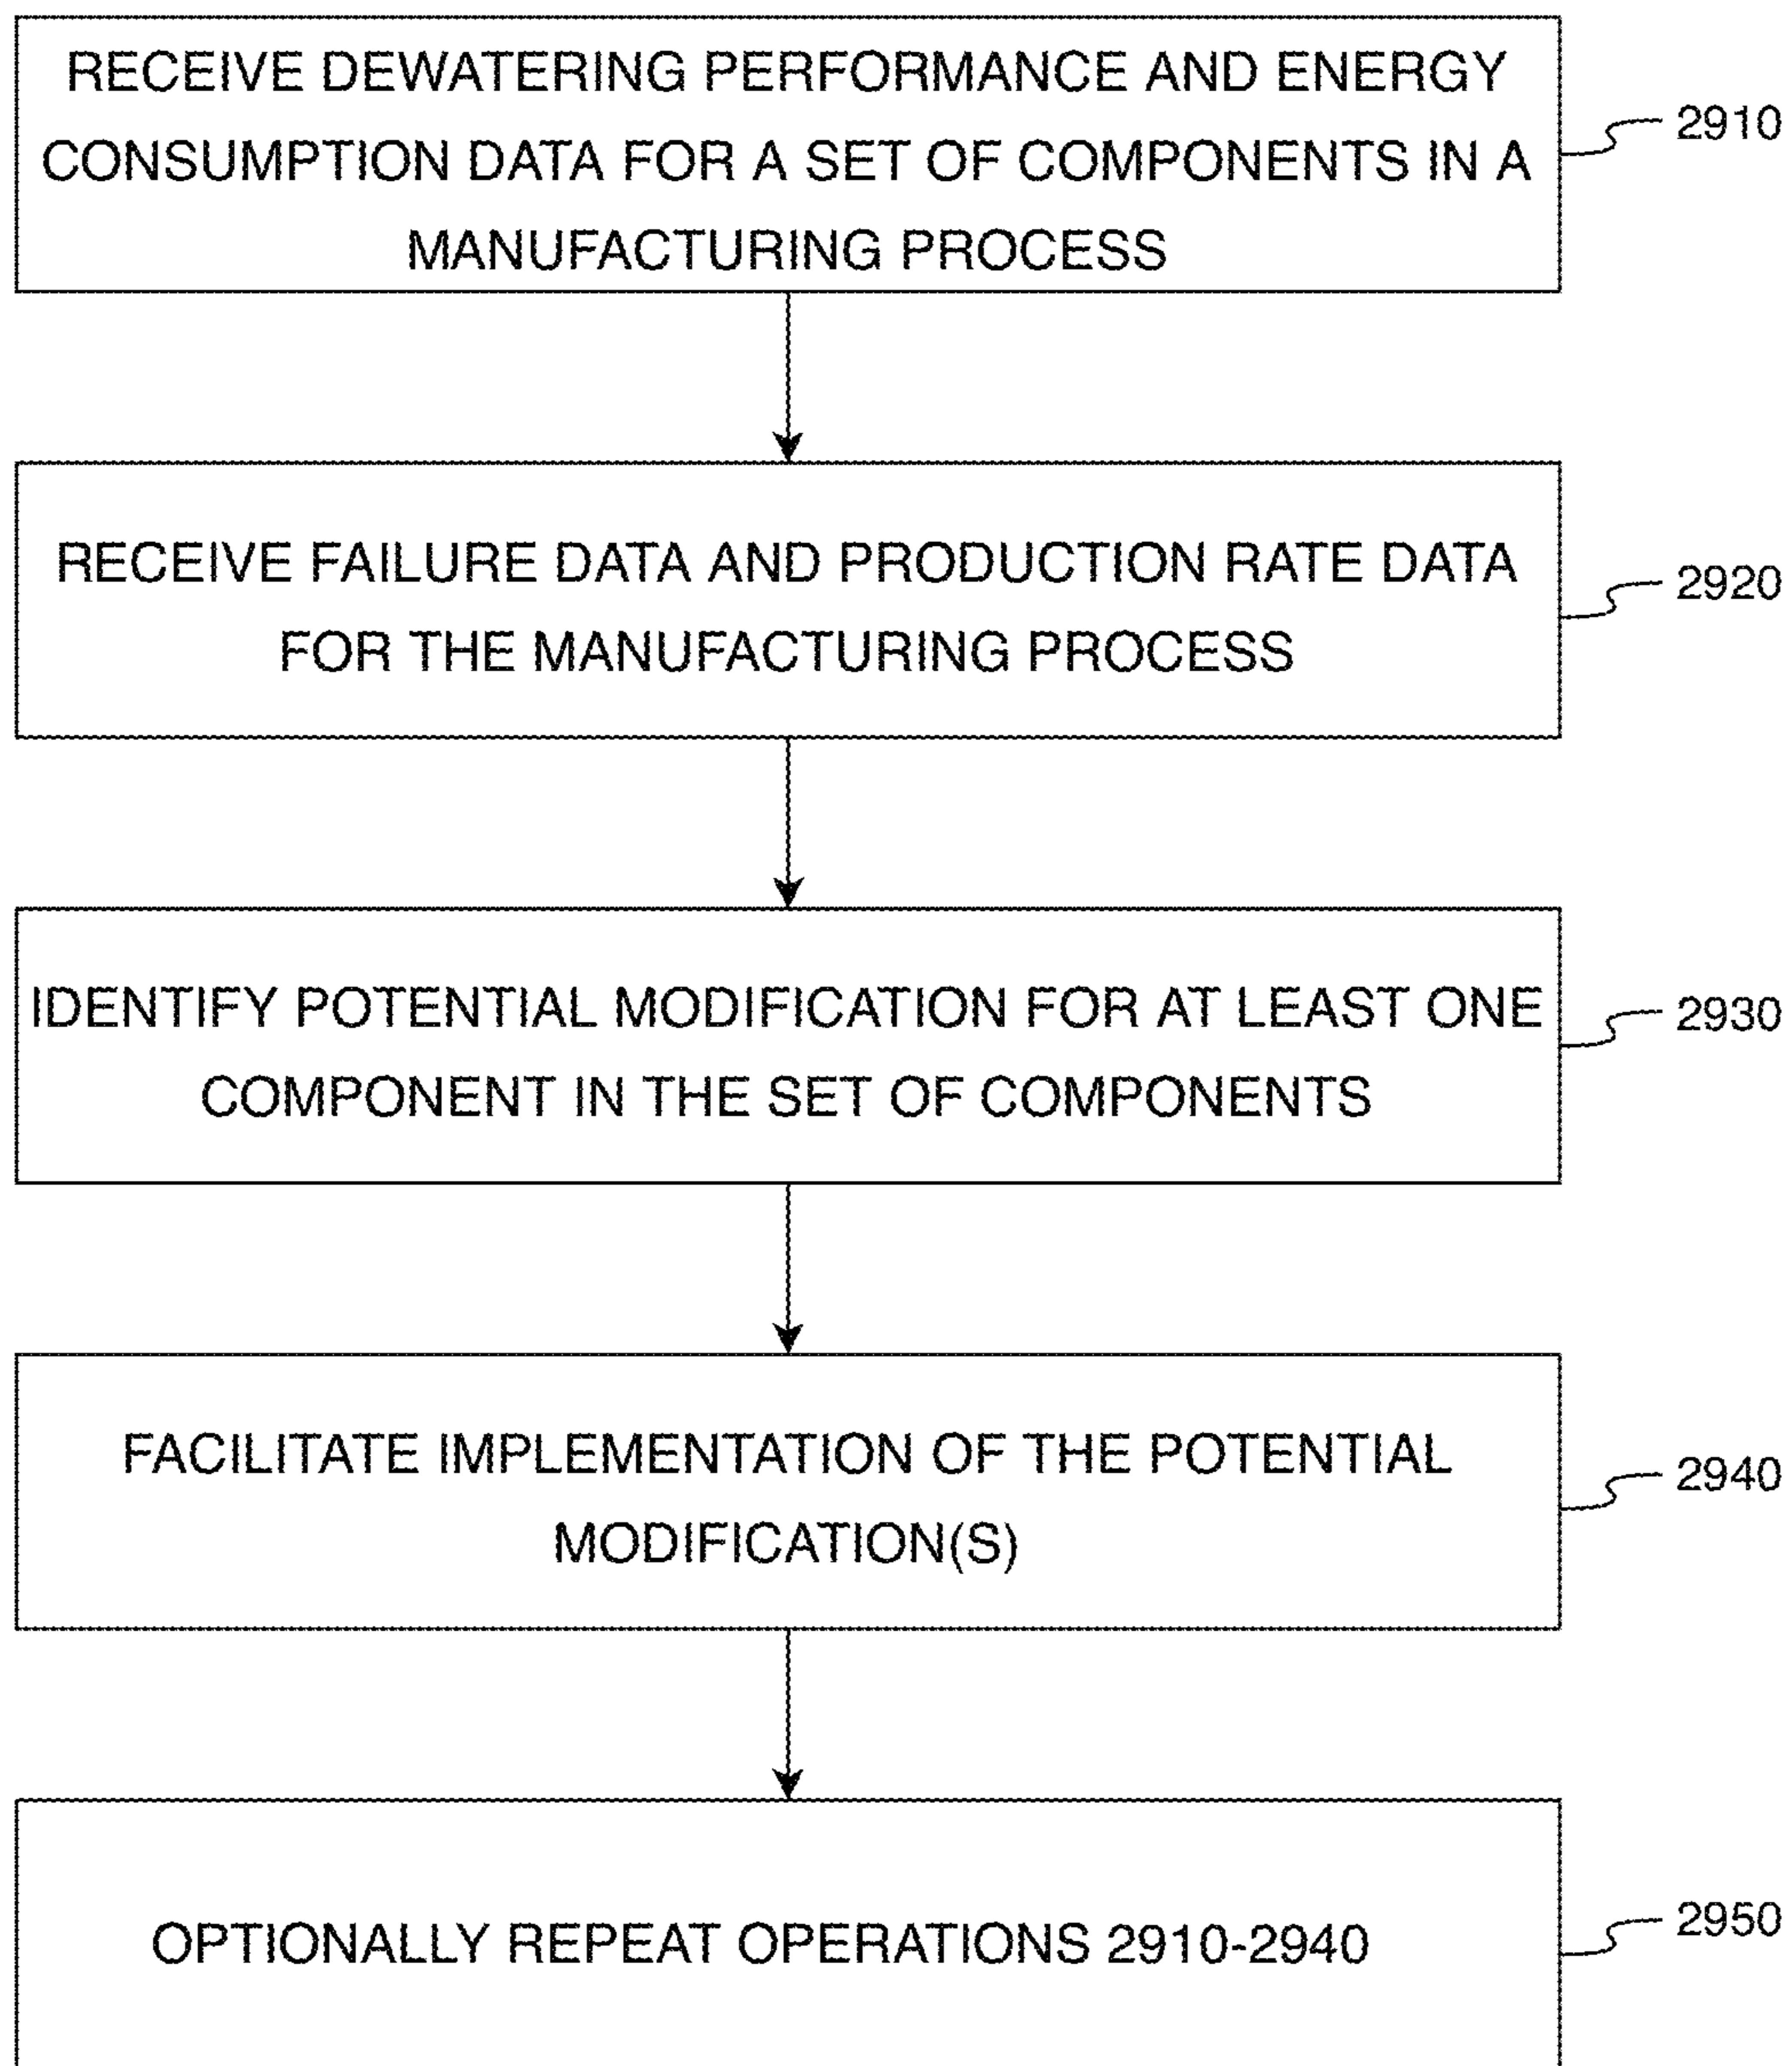 RECEIVE DEWATERING PERFORMANCE AND ENERGY
CONSUMPTION DATA FOR A SET OF COMPONENTS IN A
MANUFACTURING PROCESS
2910
RECEIVE FAILURE DATA AND PRODUCTION RATE DATA
FOR THE MANUFACTURING PROCESS
2920
IDENTIFY POTENTIAL MODIFICATION FOR AT LEAST ONE
COMPONENT IN THE SET OF COMPONENTS
2930
FACILITATE IMPLEMENTATION OF THE POTENTIAL
MODIFICATION(S)
2940
OPTIONALLY REPEAT OPERATIONS 2910-2940
2950